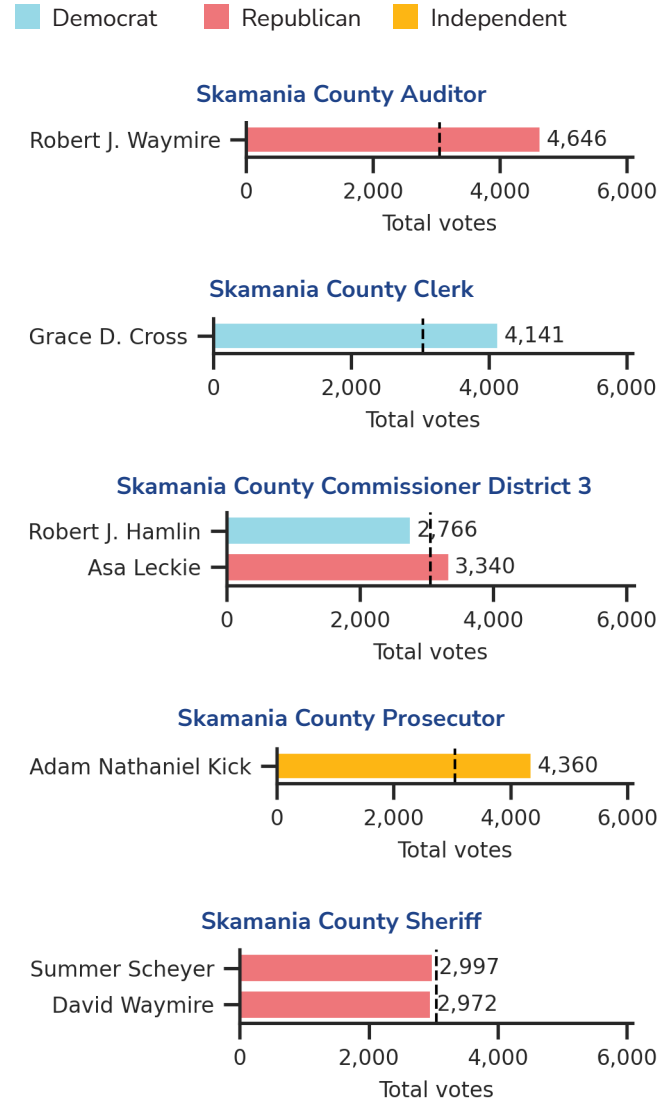 Democrat Republican Independent
Skamania County Auditor
Robert J. Waymire 4,646
0 2,000 4,000 6,000
Total votes
Skamania County Clerk
Grace D. Cross 4,141
0 2,000 4,000 6,000
Total votes
Skamania County Commissioner District 3
Robert J. Hamlin 2,766
Asa Leckie 3,340
0 2,000 4,000 6,000
Total votes
Skamania County Prosecutor
Adam Nathaniel Kick 4,360
0 2,000 4,000 6,000
Total votes
Skamania County Sheriff
Summer Scheyer 2,997
David Waymire 2,972
0 2,000 4,000 6,000
Total votes